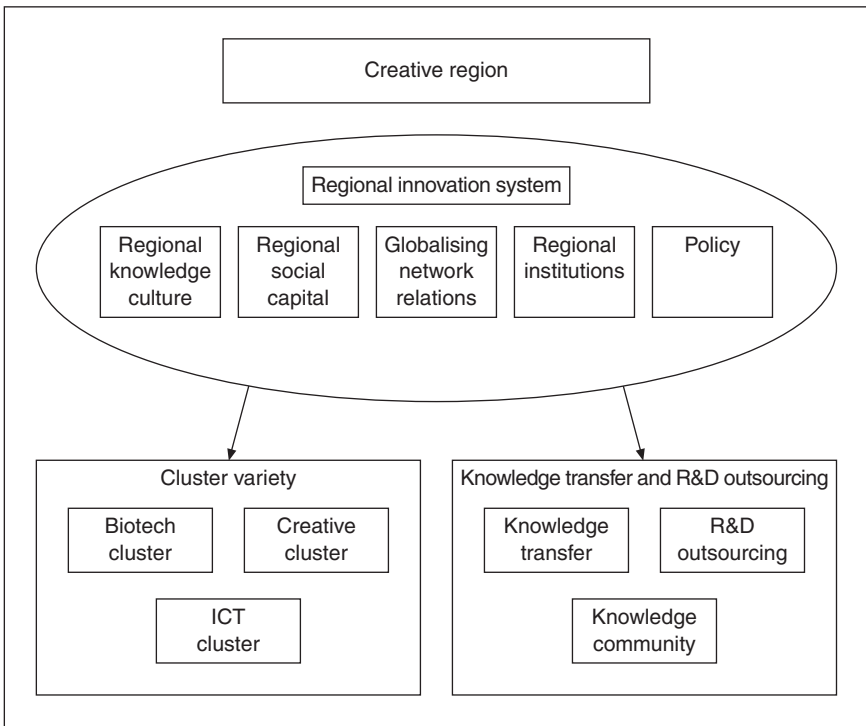 Creative region
Regional innovation system
Regional
knowledge
culture
Regional
social
capital
Globalising
network
relations
Regional
institutions
Policy
Cluster variety
Biotech
cluster
Creative
cluster
ICT
cluster
Knowledge transfer and R&D outsourcing
Knowledge
transfer
R&D
outsourcing
Knowledge
community